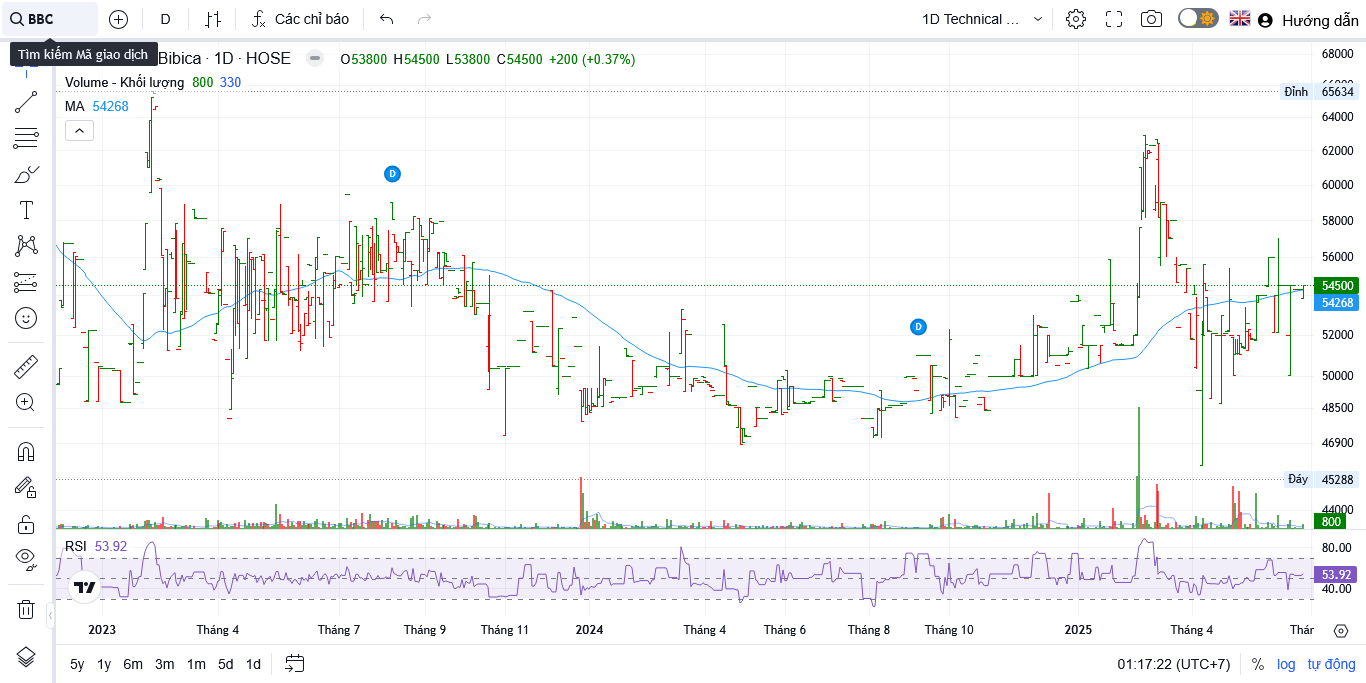 BBC
D
Các chỉ báo
1D Technical ...
Hướng dẫn
Tìm kiếm Mã giao dịch
Bibica · 1D · HOSE
O53800 H54500 L53800 C54500 +200 (+0.37%)
Volume - Khối lượng 800 330
MA 54268
68000
Đỉnh 65634
64000
62000
60000
58000
56000
54500
54268
52000
50000
48500
46900
Đáy 45288
44000
800
D
D
RSI 53.92
80.00
53.92
40.00
2023 Tháng 4 Tháng 7 Tháng 9 Tháng 11 2024 Tháng 4 Tháng 6 Tháng 8 Tháng 10 2025 Tháng 4 Thár
5y 1y 6m 3m 1m 5d 1d
01:17:22 (UTC+7) % log tự động